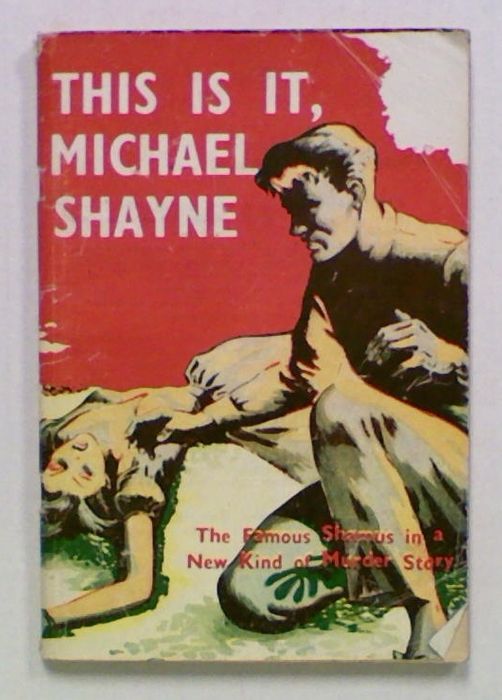 THIS IS IT,
MICHAEL
SHAYNE
The Famous Shamus in a
New Kind of Murder Story